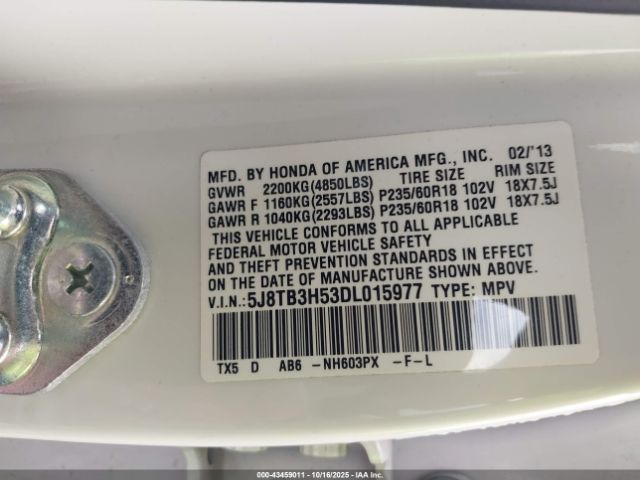 MFD. BY HONDA OF AMERICA MFG., INC. 02/'13
GVWR 2200KG(4850LBS) TIRE SIZE RIM SIZE
GAWR F 1160KG(2557LBS) P235/60R18 102V 18X7.5J
GAWR R 1040KG(2293LBS) P235/60R18 102V 18X7.5J
THIS VEHICLE CONFORMS TO ALL APPLICABLE
FEDERAL MOTOR VEHICLE SAFETY
AND THEFT PREVENTION STANDARDS IN EFFECT
ON THE DATE OF MANUFACTURE SHOWN ABOVE.
V.I.N.: 5J8TB3H53DL015977 TYPE: MPV
TX5 D AB6 -NH603PX -F-L
00-43459011 - 10/16/2025 - IAAI.COM